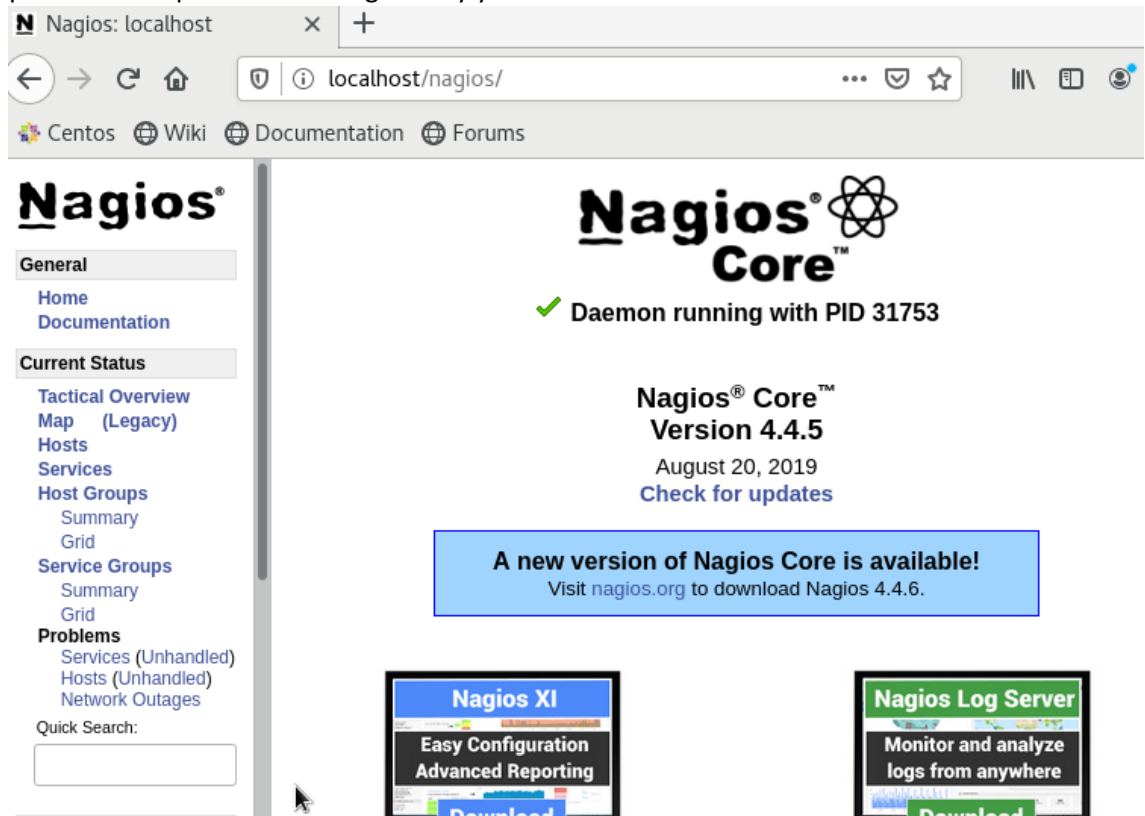 Nagios: localhost
localhost/nagios/
Centos Wiki Documentation Forums
Nagios®
General
Home
Documentation
Current Status
Tactical Overview
Map (Legacy)
Hosts
Services
Host Groups
Summary
Grid
Service Groups
Summary
Grid
Problems
Services (Unhandled)
Hosts (Unhandled)
Network Outages
Quick Search:
Nagios®
Core™
Daemon running with PID 31753
Nagios® Core™
Version 4.4.5
August 20, 2019
Check for updates
A new version of Nagios Core is available!
Visit nagios.org to download Nagios 4.4.6.
Nagios XI
Easy Configuration
Advanced Reporting
Download
Nagios Log Server
Monitor and analyze
logs from anywhere
Download